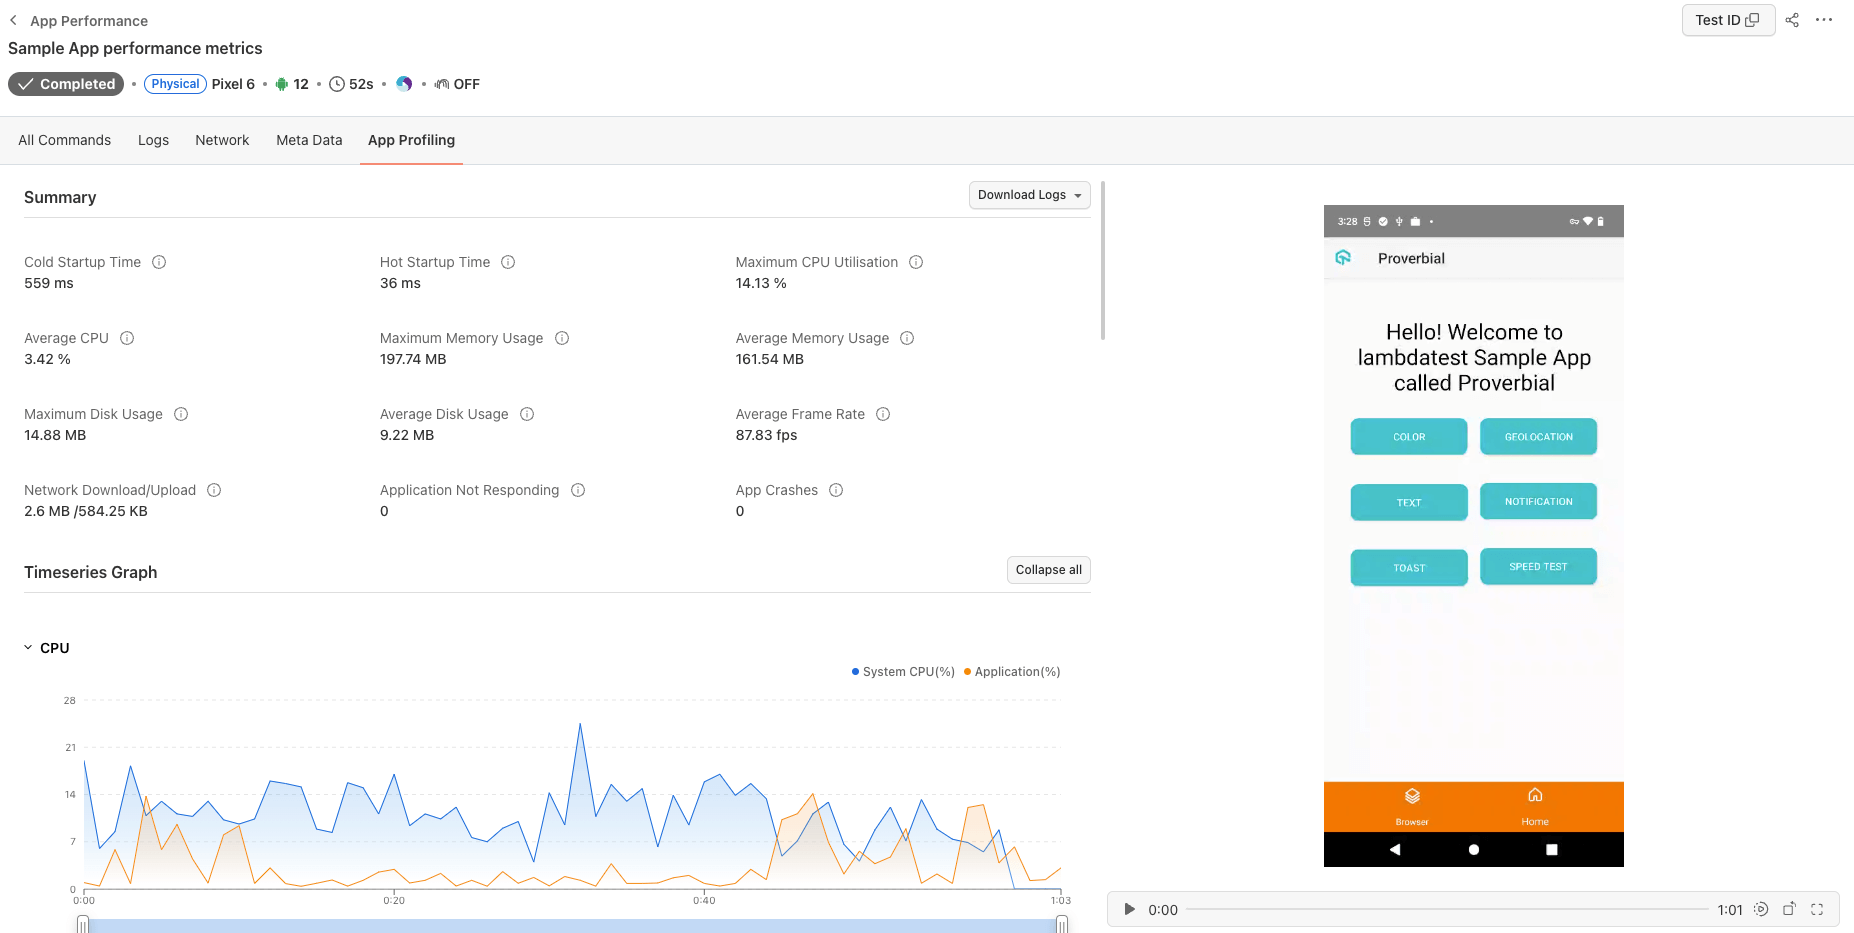 App Performance
Test ID
Sample App performance metrics
Completed • Physical Pixel 6 • 12 • 52s • • OFF
All Commands Logs Network Meta Data App Profiling
Summary
Download Logs
Cold Startup Time
559 ms
Hot Startup Time
36 ms
Maximum CPU Utilisation
14.13 %
Average CPU
3.42 %
Maximum Memory Usage
197.74 MB
Average Memory Usage
161.54 MB
Maximum Disk Usage
14.88 MB
Average Disk Usage
9.22 MB
Average Frame Rate
87.83 fps
Network Download/Upload
2.6 MB /584.25 KB
Application Not Responding
0
App Crashes
0
Timeseries Graph
Collapse all
CPU
System CPU(%) Application(%)
28
21
14
7
0
0:00 0:20 0:40 1:03
3:28
Proverbial
Hello! Welcome to
lambdatest Sample App
called Proverbial
COLOR GEOLOCATION
TEXT NOTIFICATION
TOAST SPEED TEST
Browser Home
0:00 1:01